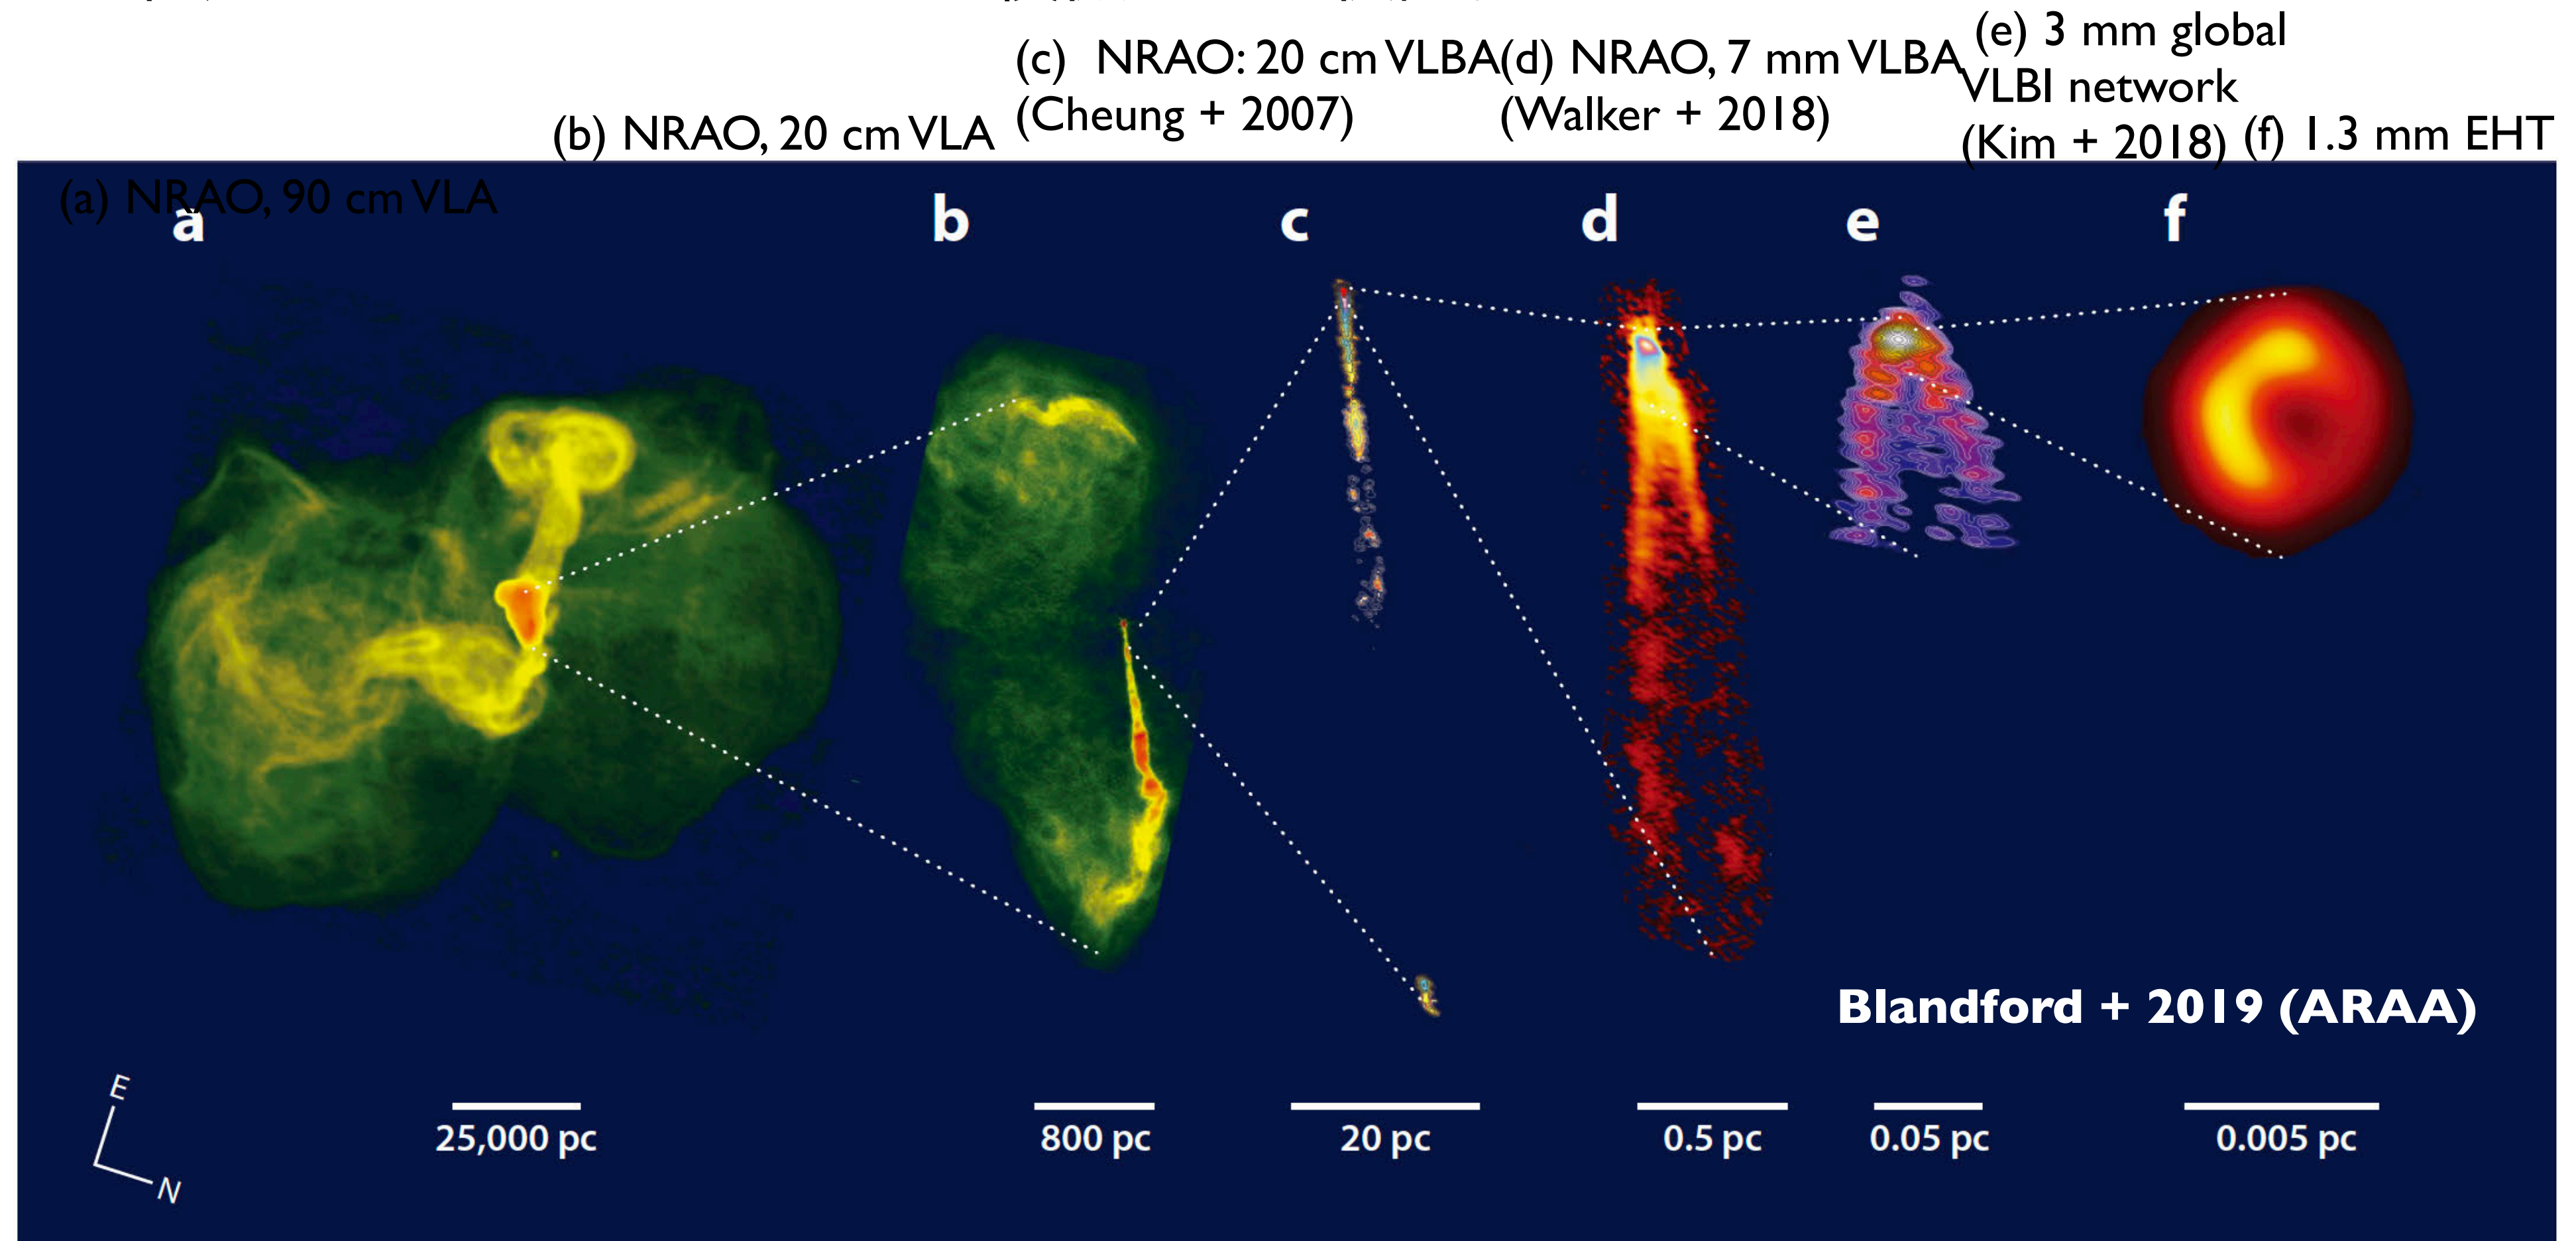 (e) 3 mm global
(c) NRAO: 20 cm VLBA(d) NRAO, 7 mm VLBA
VLBI network
(b) NRAO, 20 cm VLA
(Cheung + 2007)
(Walker + 2018)
(Kim + 2018)
(f) 1.3 mm EHT
(a) NRAO, 90 cm VLA
a
b
c
d
e
f
Blandford + 2019 (ARAA)
E
N
25,000 pc
800 pc
20 pc
0.5 pc
0.05 pc
0.005 pc